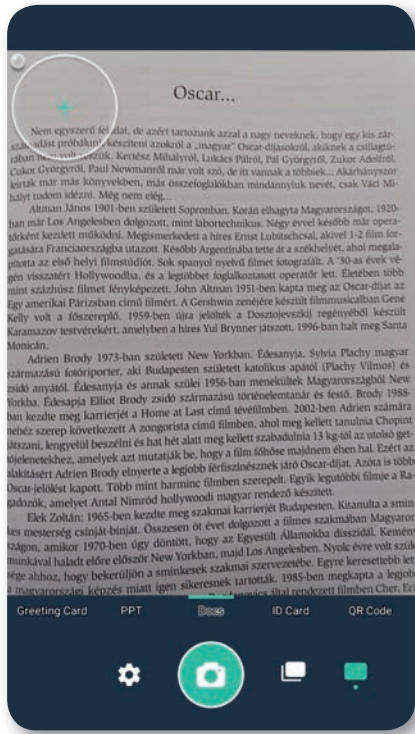 Oscar...
Nem egyszerű feladat, de azért tartozunk azzal a nagy neveknek, hogy egy kis zár-
számadást próbálunk készíteni azokról a „magyar” Oscar-díjasokról, akiknek a csillagtú-
rában nem volt részük. Kertész Mihályról, Lukács Pálról, Pál Györgyről, Zukor Adolfról,
Cukor Györgyről, Paul Newmanról már volt szó, de itt vannak a többiek... Akárhányszor
leírták már más könyvekben, más összefoglalókban mindannyiuk nevét, csak Váci Mi-
hályt tudom idézni. Még nem elég...
Altman János 1901-ben született Sopronban. Korán elhagyta Magyarországot, 1920-
ban már Los Angelesben dolgozott, mint labortechnikus. Négy évvel később már opera-
tőrként kezdett működni. Megismerkedett a híres Ernst Lubitschcsal, akivel 1-2 film for-
gatására Franciaországba utazott. Később Argentínába tette át a székhelyét, ahol megala-
pította az első helyi filmstúdiót. Sok spanyol nyelvű filmet fotografált. A ’30-as évek vé-
gén visszatért Hollywoodba, és a legtöbbet foglalkoztatott operatőr lett. Életében több
mint százhúsz filmet fényképezett. John Altman 1951-ben kapta meg az Oscar-díjat az
Egy amerikai Párizsban című filmért. A Gershwin zenéjére készült filmmusicalban Gene
Kelly volt a főszereplő. 1959-ben újra jelölték a Dosztojevszkij regényéből készült
Karamazov testvérekért, amelyben a híres Yul Brynner játszott. 1996-ban halt meg Santa
Monicán.
Adrien Brody 1973-ban született New Yorkban. Édesanyja, Sylvia Plachy magyar
származású fotóriporter, aki Budapesten született katolikus apától (Plachy Vilmos) és
zsidó anyától. Édesanyja és annak szülei 1956-ban menekültek Magyarországból New
Yorkba. Édesapja Elliot Brody zsidó származású történelemtanár és festő. Brody 1988-
ban kezdte meg karrierjét a Home at Last című tévéfilmben. 2002-ben Adrien számára
nehéz szerep következett A zongorista című filmben, ahol meg kellett tanulnia Chopint
játszani, lengyelül beszélni és hat hét alatt meg kellett szabadulnia 13 kg-tól az utolsó get-
tójelenetekhez, amelyek azt mutatják be, hogy a film főhőse majdnem éhen hal. Ezért az
alakításért Adrien Brody elnyerte a legjobb férfiszínésznek járó Oscar-díjat. Azóta is több
Oscar-jelölést kapott. Több mint harminc filmben szerepelt. Egyik legutóbbi filmje a Ra-
gadozók, amelyet Antal Nimród hollywoodi magyar rendező készített.
Elek Zoltán: 1965-ben kezdte meg szakmai karrierjét Budapesten. Kitanulta a smin
kes mesterség csínját-bínját. Összesen öt évet dolgozott a filmes szakmában Magyaror
szágon, amikor 1970-ben úgy döntött, hogy az Egyesült Államokba disszidál. Kemény
munkával haladt előre először New Yorkban, majd Los Angelesben. Nyolc évre volt szük
sége ahhoz, hogy bekerüljön a sminkesek szakmai szervezetébe. Egyre keresettebb lett
a magyarországi képzés miatt igen sikeresnek tartották. 1985-ben megkapta a legjobb
által rendezett filmben Cher, Eri
Greeting Card PPT Docs ID Card QR Code